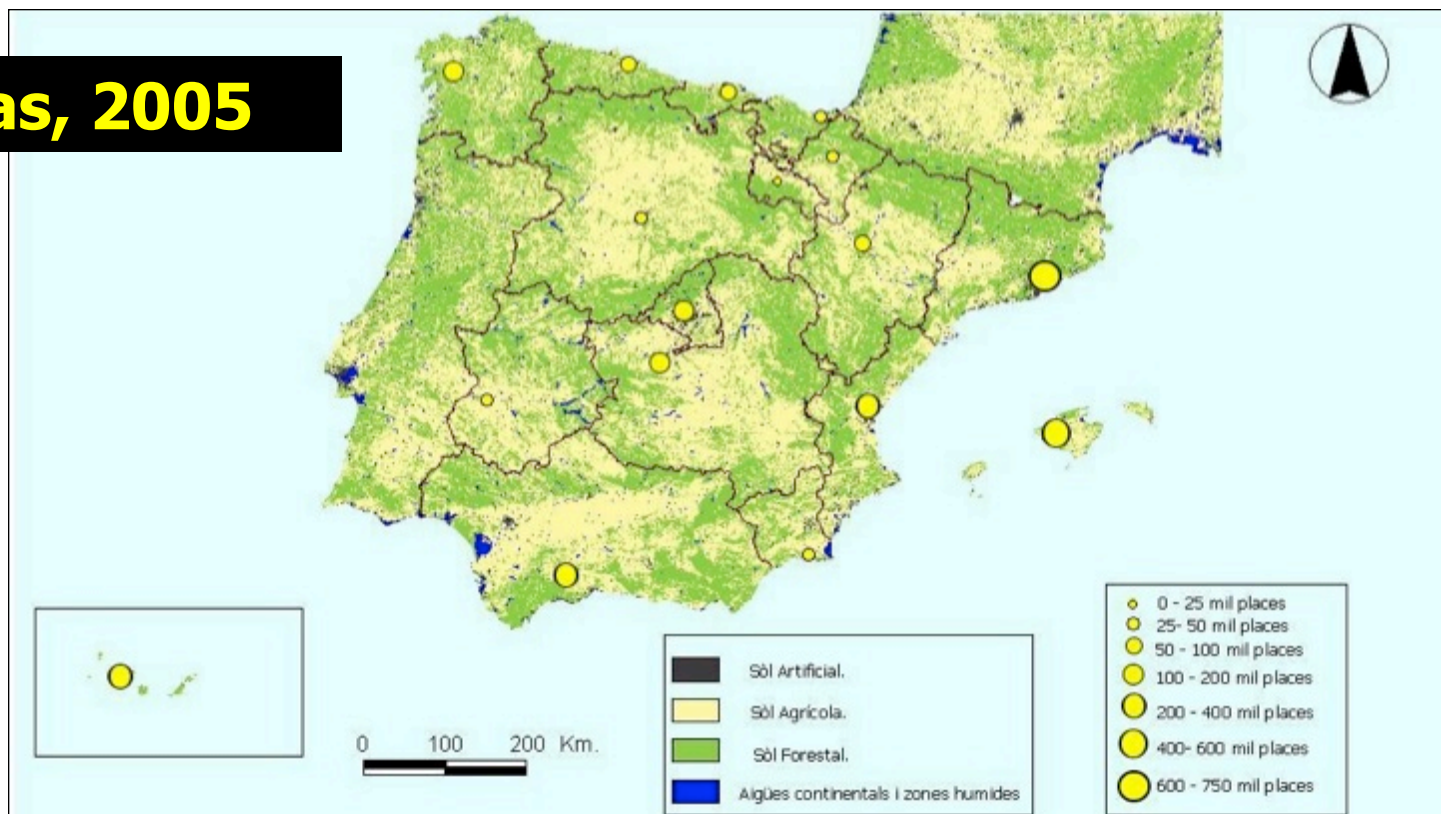 as, 2005
0 - 25 mil places
25- 50 mil places
50 - 100 mil places
100 - 200 mil places
200 - 400 mil places
400- 600 mil places
600 - 750 mil places
Sòl Artificial.
Sòl Agrícola.
Sòl Forestal.
Aigües continentals i zones humides
0 100 200 Km.